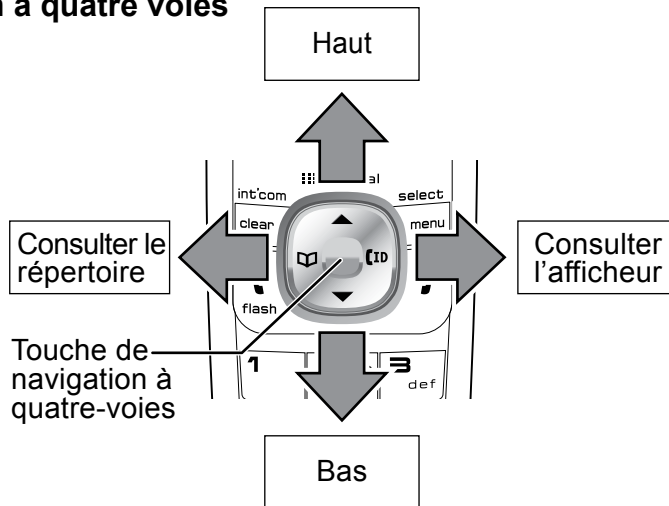 à quatre voies
Haut
int'com
select
clear
menu
Consulter le
répertoire
ID
Consulter
l'afficheur
flash
Touche de
navigation à
quatre-voies
1
3
def
Bas